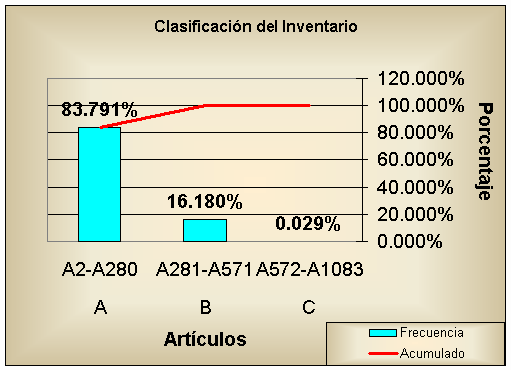 Clasificación del Inventario
120.000%
100.000%
80.000%
60.000%
40.000%
20.000%
0.000%
Porcentaje
83.791%
16.180%
0.029%
A2-A280 A281-A571 A572-A1083
A B C
Artículos
Frecuencia
Acumulado